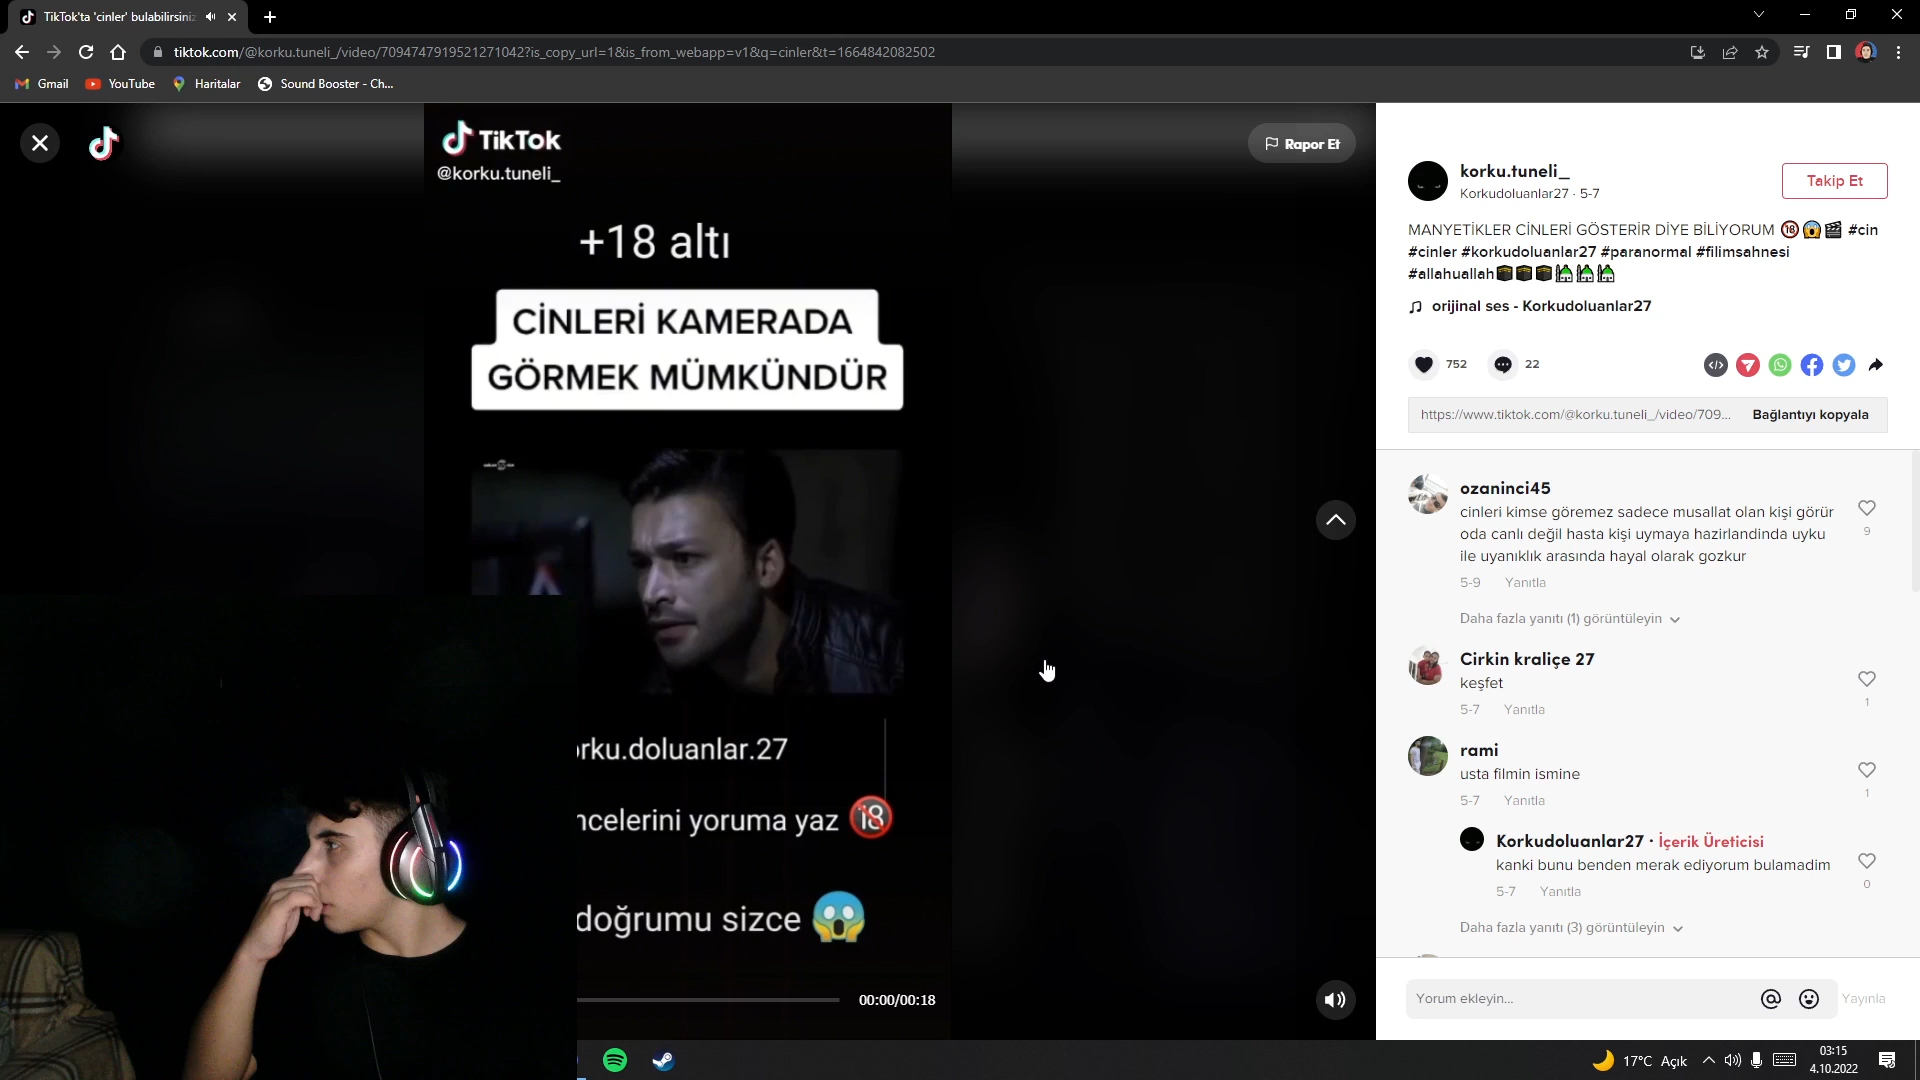 TikTok'ta 'cinler' bulabilirsiniz
tiktok.com/@korku.tuneli_/video/7094747919521271042?is_copy_url=1&is_from_webapp=v1&q=cinler&t=1664842082502
Gmail
YouTube
Haritalar
Sound Booster - Ch...
TikTok
@korku.tuneli_
Rapor Et
+18 altı
CİNLERİ KAMERADA
GÖRMEK MÜMKÜNDÜR
rku.doluanlar.27
ncelerini yoruma yaz
18
doğrumu sizce
00:00/00:18
korku.tuneli_
Korkudoluanlar27 · 5-7
Takip Et
MANYETİKLER CİNLERİ GÖSTERİR DİYE BİLİYORUM 🔞😱🎬 #cin
#cinler #korkudoluanlar27 #paranormal #filimsahnesi
#allahuallah🕋🕋🕋🕌🕌🕌
orijinal ses - Korkudoluanlar27
752
22
https://www.tiktok.com/@korku.tuneli_/video/709...
Bağlantıyı kopyala
ozaninci45
cinleri kimse göremez sadece musallat olan kişi görür
oda canlı değil hasta kişi uymaya hazirlandinda uyku
ile uyanıklık arasında hayal olarak gozkur
9
5-9 Yanıtla
Daha fazla yanıtı (1) görüntüleyin
Cirkin kraliçe 27
keşfet
1
5-7 Yanıtla
rami
usta filmin ismine
1
5-7 Yanıtla
Korkudoluanlar27 · İçerik Üreticisi
kanki bunu benden merak ediyorum bulamadim
0
5-7 Yanıtla
Daha fazla yanıtı (3) görüntüleyin
Yorum ekleyin...
Yayınla
17°C Açık
03:15
4.10.2022